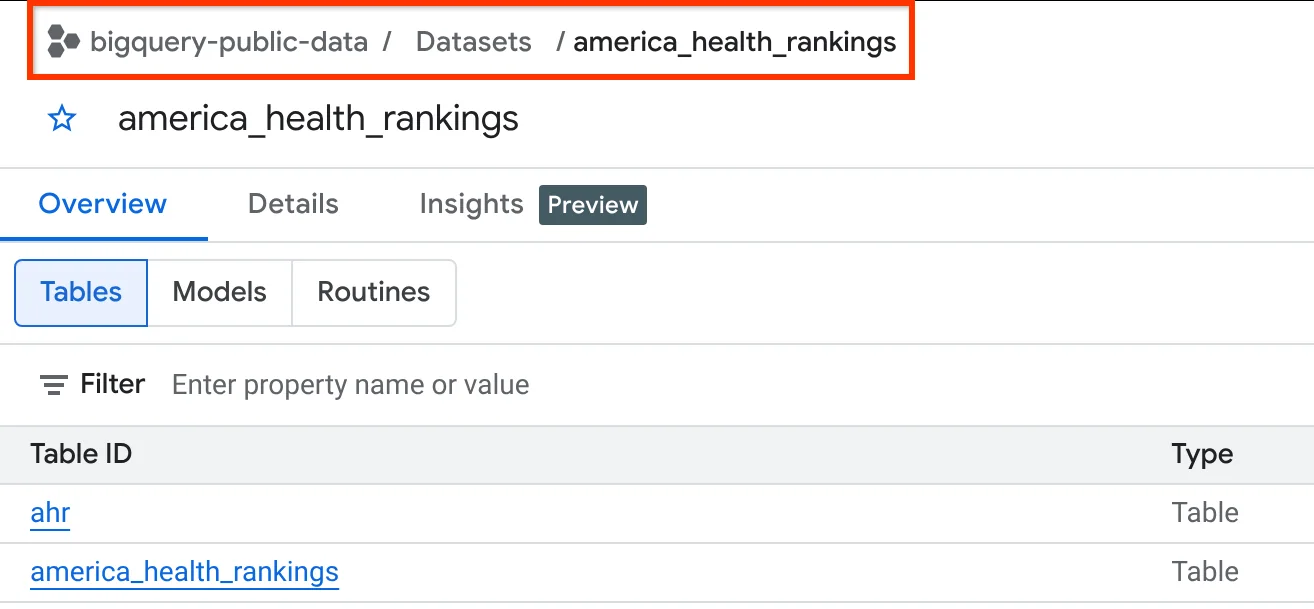 bigquery-public-data / Datasets / america_health_rankings
america_health_rankings
Overview Details Insights Preview
Tables Models Routines
Filter Enter property name or value
Table ID Type
ahr Table
america_health_rankings Table